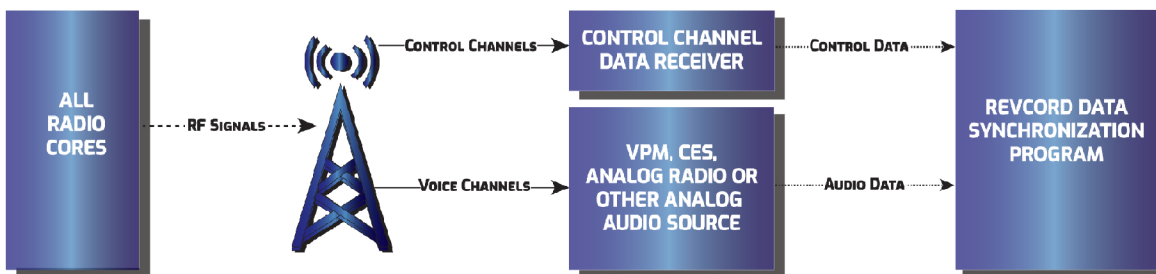 ALL
RADIO
CORES
RF SIGNALS
CONTROL CHANNELS
VOICE CHANNELS
CONTROL CHANNEL
DATA RECEIVER
VPM, CES,
ANALOG RADIO OR
OTHER ANALOG
AUDIO SOURCE
CONTROL DATA
AUDIO DATA
REVCORD DATA
SYNCHRONIZATION
PROGRAM